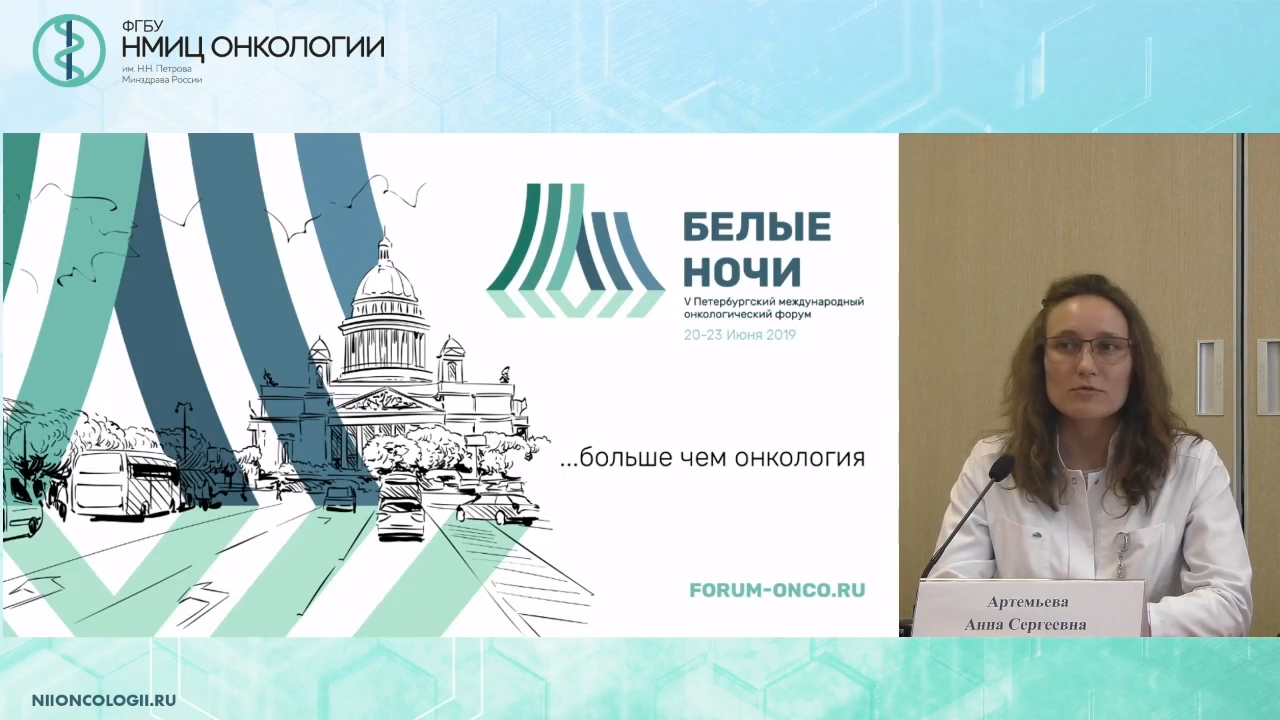 ФГБУ
НМИЦ ОНКОЛОГИИ
им. Н.Н. Петрова
Минздрава России
БЕЛЫЕ
НОЧИ
V Петербургский международный
онкологический форум
20-23 Июня 2019
...больше чем онкология
FORUM-ONCO.RU
Артемьева
Анна Сергеевна
NIIONCOLOGII.RU